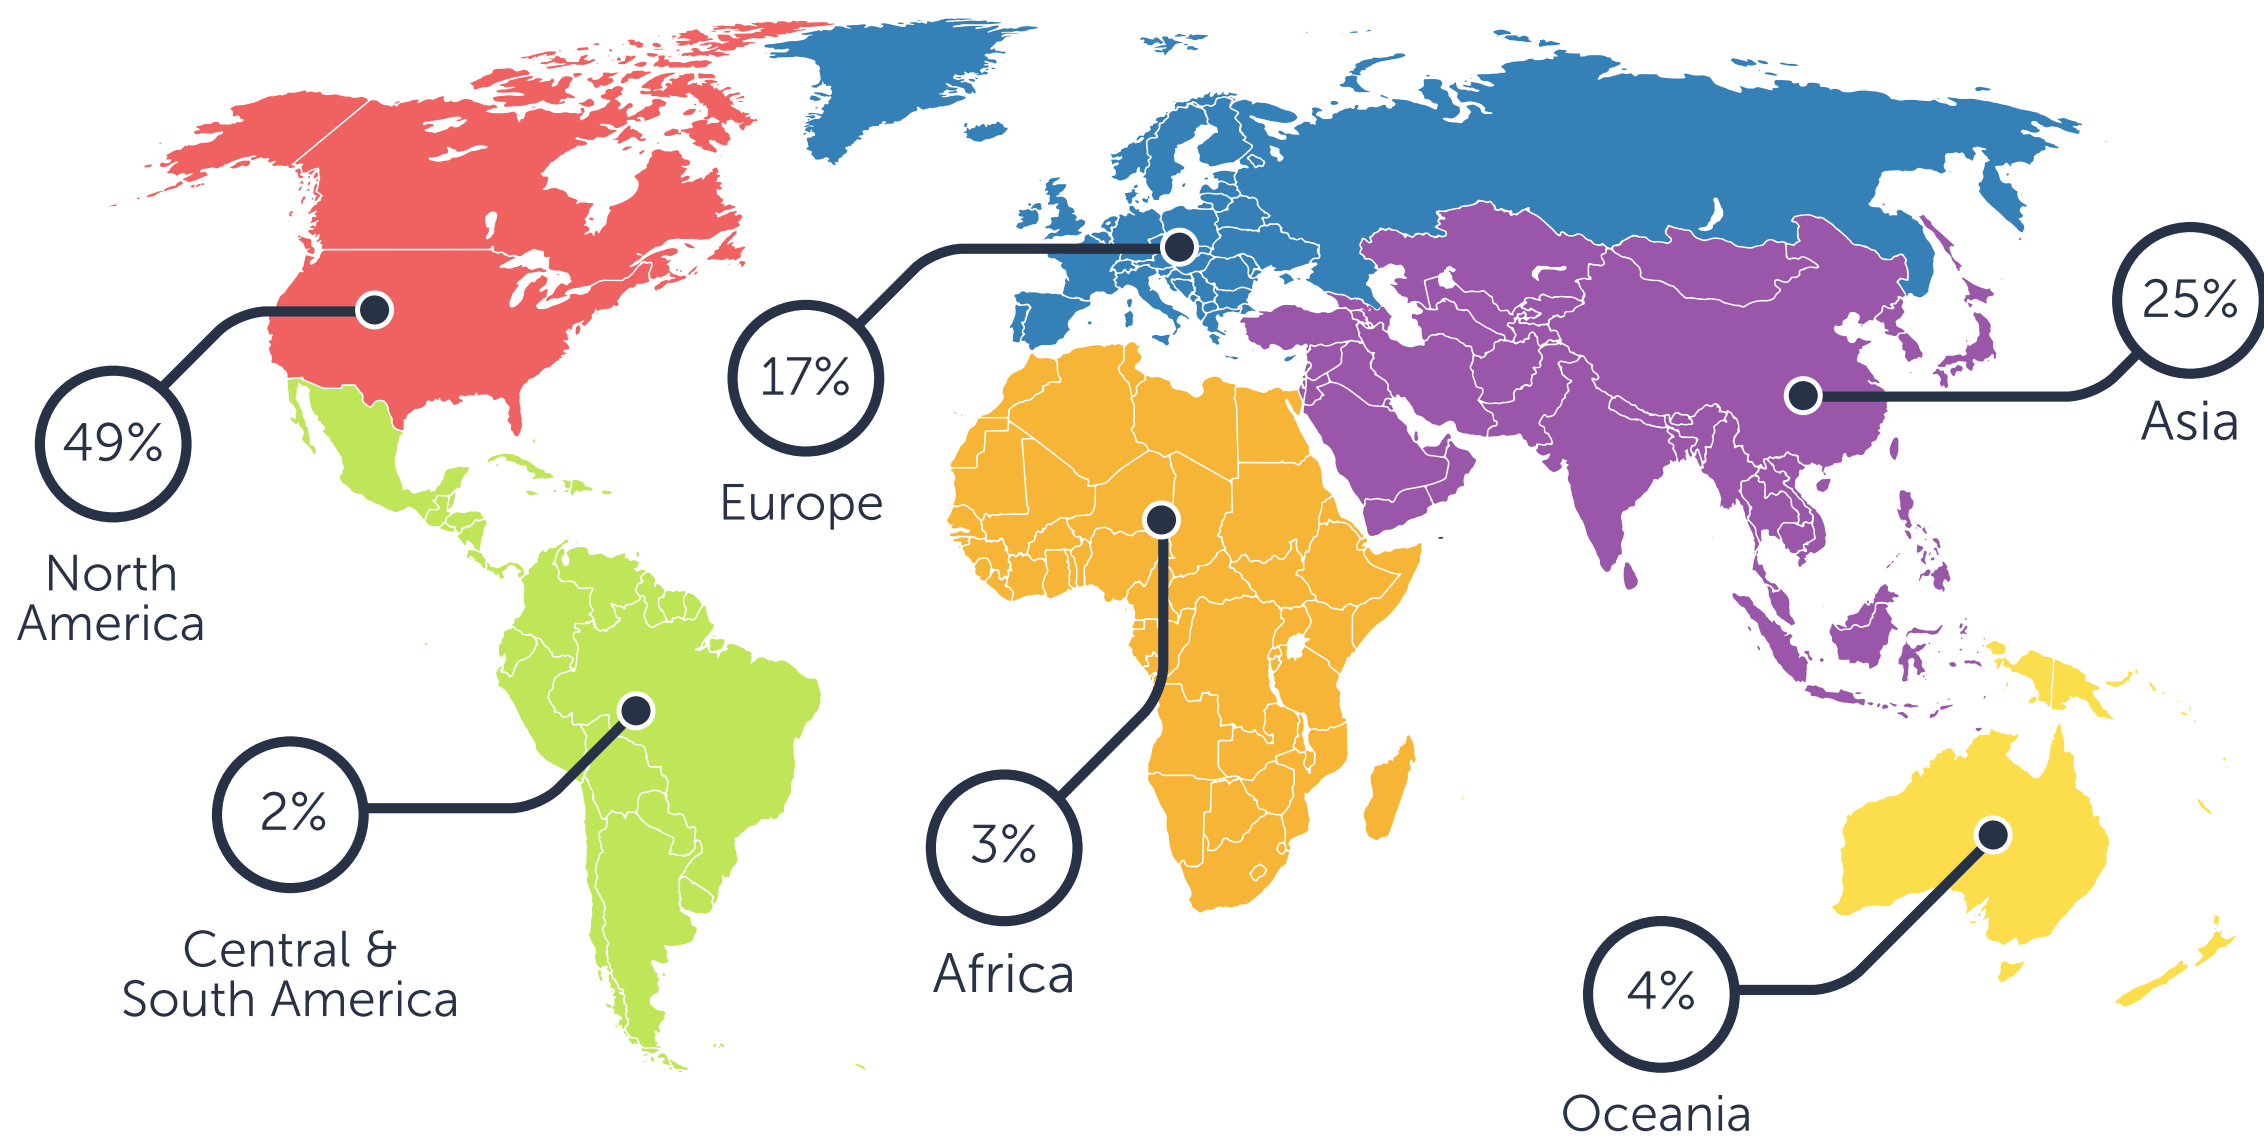 49%
North
America
17%
Europe
25%
Asia
2%
Central &
South America
3%
Africa
4%
Oceania